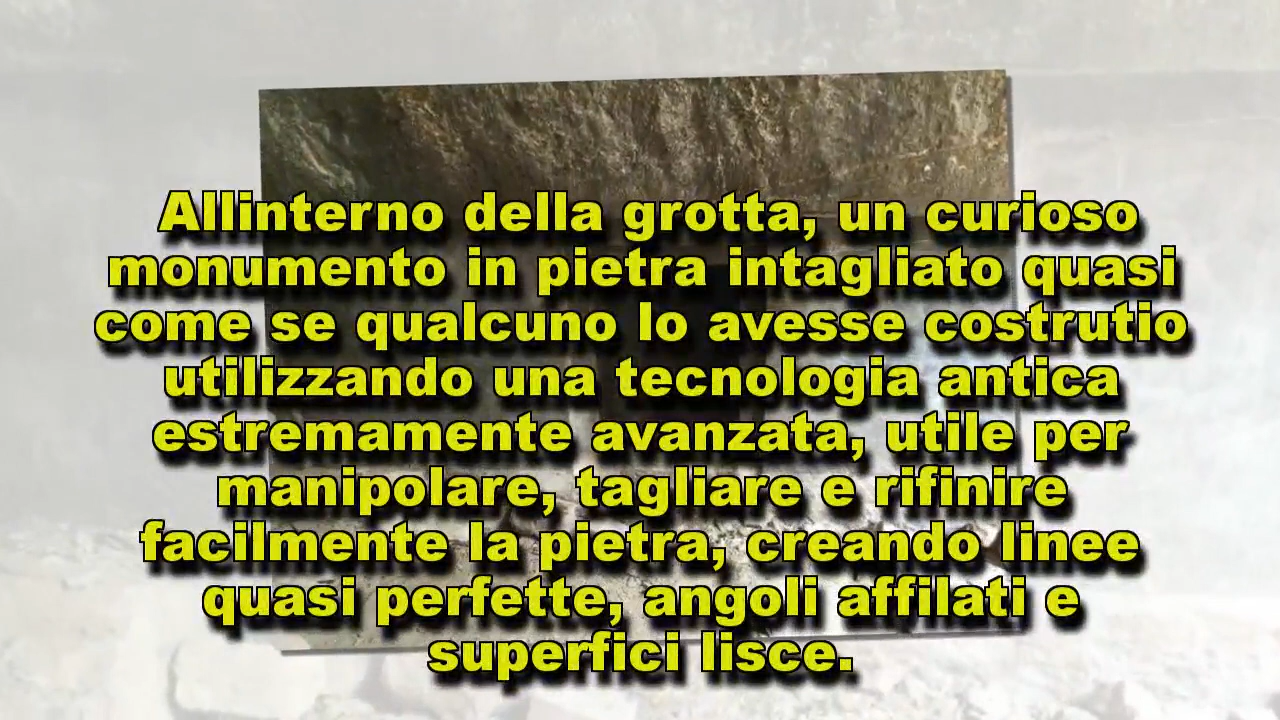 Allinterno della grotta, un curioso
monumento in pietra intagliato quasi
come se qualcuno lo avesse costrutio
utilizzando una tecnologia antica
estremamente avanzata, utile per
manipolare, tagliare e rifinire
facilmente la pietra, creando linee
quasi perfette, angoli affilati e
superfici lisce.